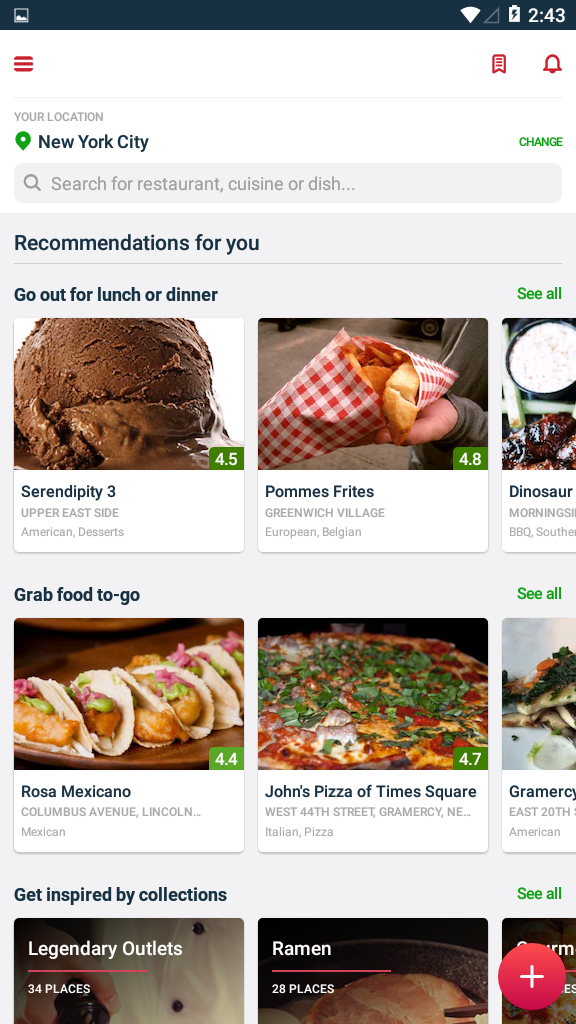 2:43
YOUR LOCATION
New York City
CHANGE
Search for restaurant, cuisine or dish...
Recommendations for you
Go out for lunch or dinner
See all
4.5
4.8
Serendipity 3
UPPER EAST SIDE
American, Desserts
Pommes Frites
GREENWICH VILLAGE
European, Belgian
Dinosaur
BBQ,
Grab food to-go
See all
4.4
4.7
Rosa Mexicano
COLUMBUS AVENUE, LINCOLN...
Mexican
John's Pizza of Times Square
WEST 44TH STREET, GRAMERCY, NE...
Italian, Pizza
Gramercy
EAST 20TH
American
Get inspired by collections
See all
Legendary Outlets
34 PLACES
Ramen
28 PLACES